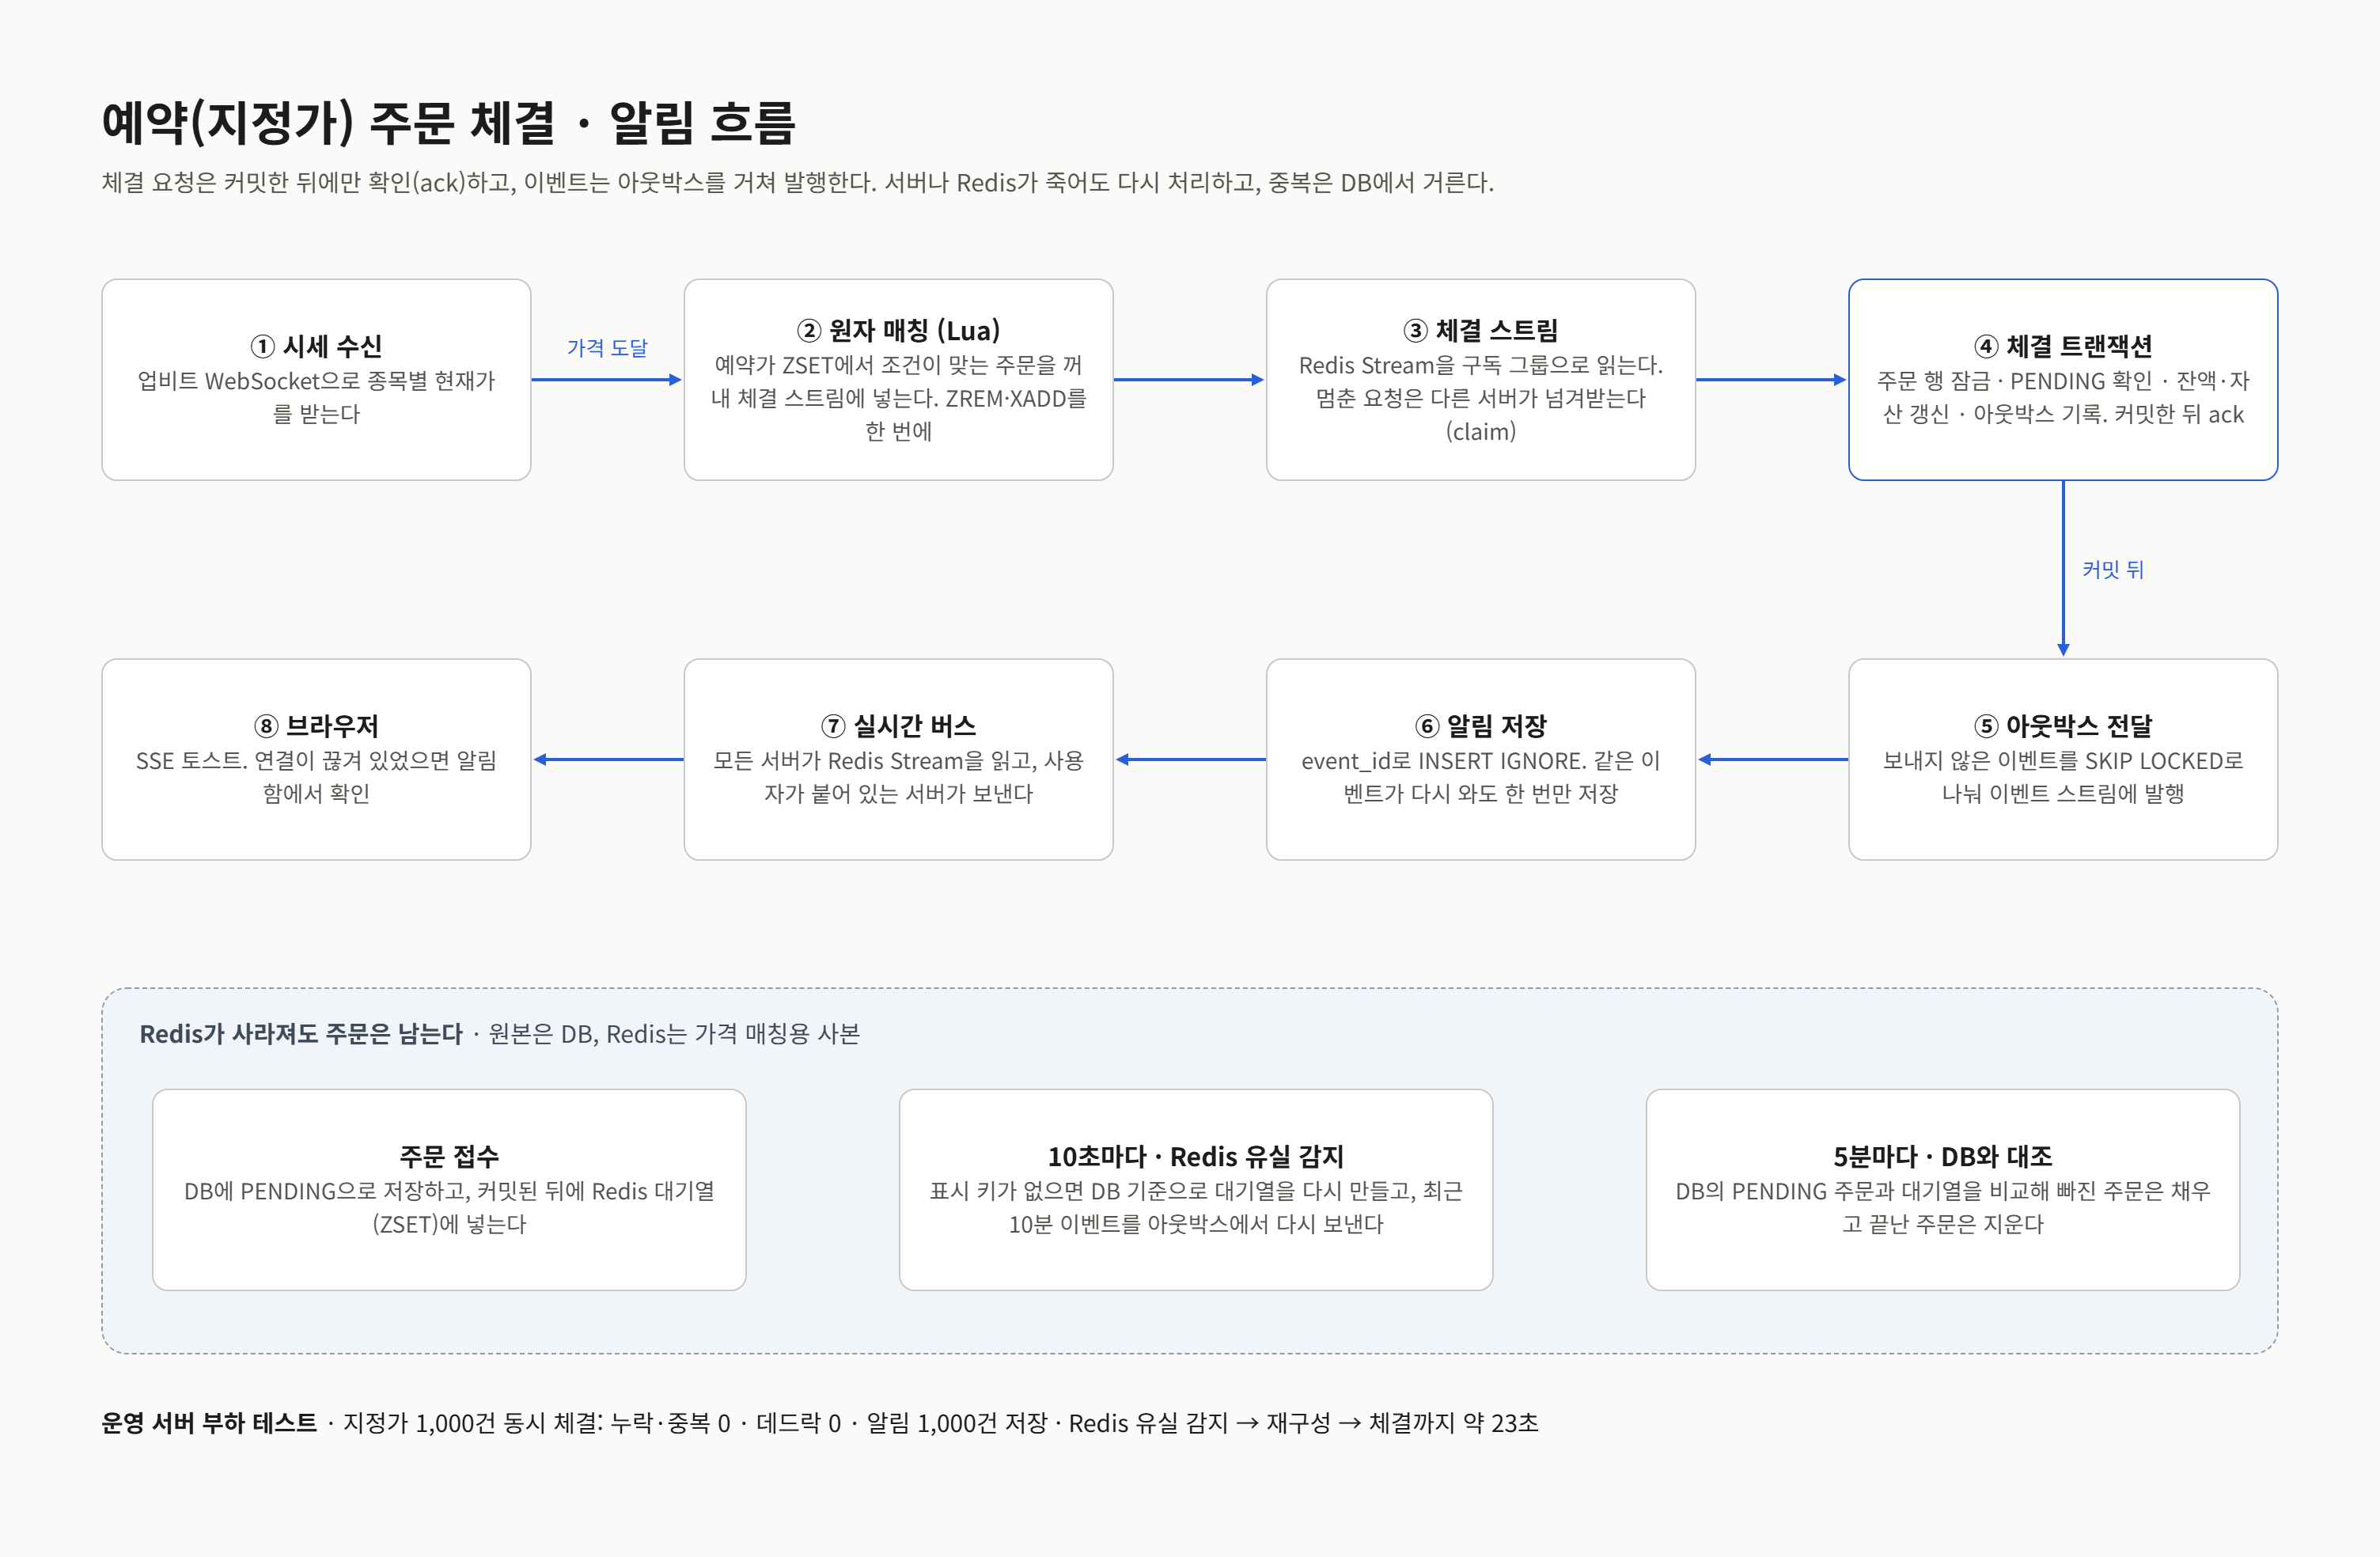 예약(지정가) 주문 체결 · 알림 흐름
체결 요청은 커밋한 뒤에만 확인(ack)하고, 이벤트는 아웃박스를 거쳐 발행한다. 서버나 Redis가 죽어도 다시 처리하고, 중복은 DB에서 거른다.
① 시세 수신
업비트 WebSocket으로 종목별 현재가
를 받는다
가격 도달
② 원자 매칭 (Lua)
예약가 ZSET에서 조건이 맞는 주문을 꺼
내 체결 스트림에 넣는다. ZREM·XADD를
한 번에
③ 체결 스트림
Redis Stream을 구독 그룹으로 읽는다.
멈춘 요청은 다른 서버가 넘겨받는다
(claim)
④ 체결 트랜잭션
주문 행 잠금 · PENDING 확인 · 잔액·자
산 갱신 · 아웃박스 기록. 커밋한 뒤 ack
커밋 뒤
⑧ 브라우저
SSE 토스트. 연결이 끊겨 있었으면 알림
함에서 확인
⑦ 실시간 버스
모든 서버가 Redis Stream을 읽고, 사용
자가 붙어 있는 서버가 보낸다
⑥ 알림 저장
event_id로 INSERT IGNORE. 같은 이
벤트가 다시 와도 한 번만 저장
⑤ 아웃박스 전달
보내지 않은 이벤트를 SKIP LOCKED로
나눠 이벤트 스트림에 발행
Redis가 사라져도 주문은 남는다 · 원본은 DB, Redis는 가격 매칭용 사본
주문 접수
DB에 PENDING으로 저장하고, 커밋된 뒤에 Redis 대기열
(ZSET)에 넣는다
10초마다 · Redis 유실 감지
표시 키가 없으면 DB 기준으로 대기열을 다시 만들고, 최근
10분 이벤트를 아웃박스에서 다시 보낸다
5분마다 · DB와 대조
DB의 PENDING 주문과 대기열을 비교해 빠진 주문은 채우
고 끝난 주문은 지운다
운영 서버 부하 테스트 · 지정가 1,000건 동시 체결: 누락·중복 0 · 데드락 0 · 알림 1,000건 저장 · Redis 유실 감지 → 재구성 → 체결까지 약 23초